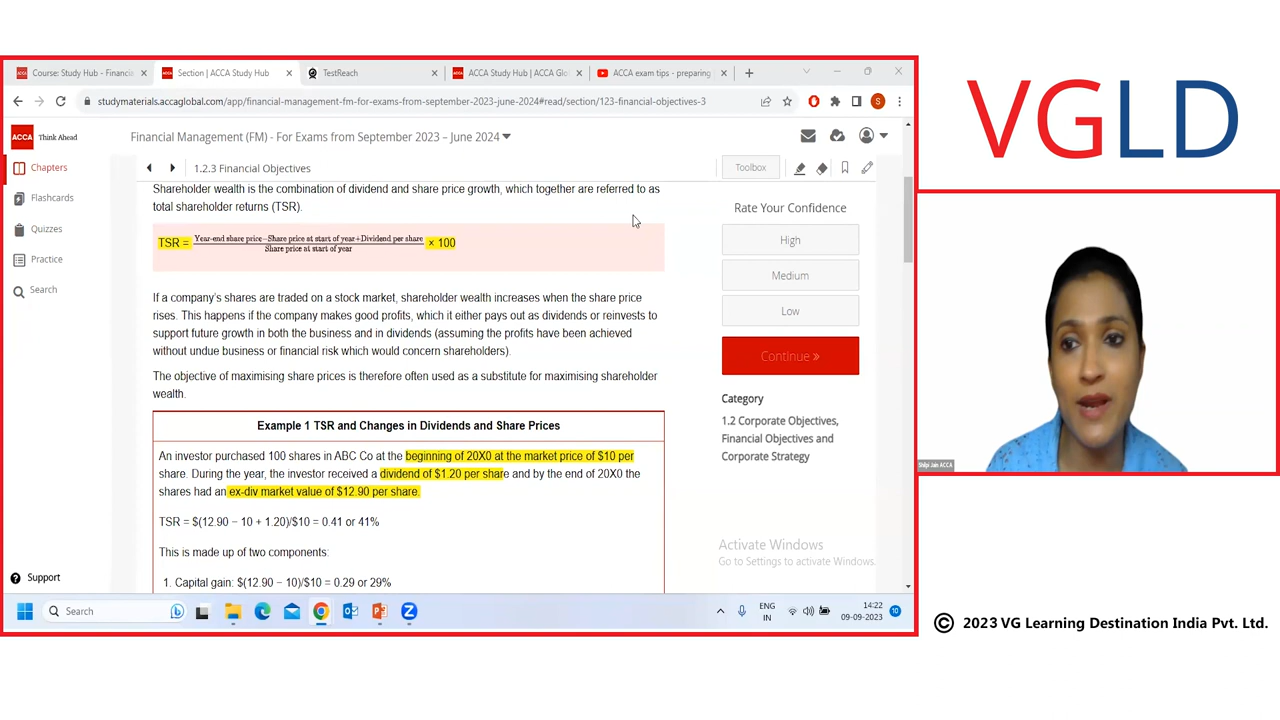 Course: Study Hub - Financi
Section | ACCA Study Hub
TestReach
ACCA Study Hub | ACCA Glo
ACCA exam tips - preparing
studymaterials.accaglobal.com/app/financial-management-fm-for-exams-from-september-2023-june-2024#read/section/123-financial-objectives-3
S
ACCA
Think Ahead
Financial Management (FM) - For Exams from September 2023 – June 2024
Chapters
Flashcards
Quizzes
Practice
Search
Support
1.2.3 Financial Objectives
Toolbox
Shareholder wealth is the combination of dividend and share price growth, which together are referred to as
total shareholder returns (TSR).
TSR = Year-end share price−Share price at start of year+Dividend per share × 100
Share price at start of year
If a company's shares are traded on a stock market, shareholder wealth increases when the share price
rises. This happens if the company makes good profits, which it either pays out as dividends or reinvests to
support future growth in both the business and in dividends (assuming the profits have been achieved
without undue business or financial risk which would concern shareholders).
The objective of maximising share prices is therefore often used as a substitute for maximising shareholder
wealth.
Example 1 TSR and Changes in Dividends and Share Prices
An investor purchased 100 shares in ABC Co at the beginning of 20X0 at the market price of $10 per
share. During the year, the investor received a dividend of $1.20 per share and by the end of 20X0 the
shares had an ex-div market value of $12.90 per share.
TSR = $(12.90 − 10 + 1.20)/$10 = 0.41 or 41%
This is made up of two components:
1. Capital gain: $(12.90 − 10)/$10 = 0.29 or 29%
Rate Your Confidence
High
Medium
Low
Continue »
Category
1.2 Corporate Objectives,
Financial Objectives and
Corporate Strategy
Activate Windows
Go to Settings to activate Windows.
Search
ENG
IN
14:22
09-09-2023
10
VGLD
Shilpi Jain ACCA
© 2023 VG Learning Destination India Pvt. Ltd.